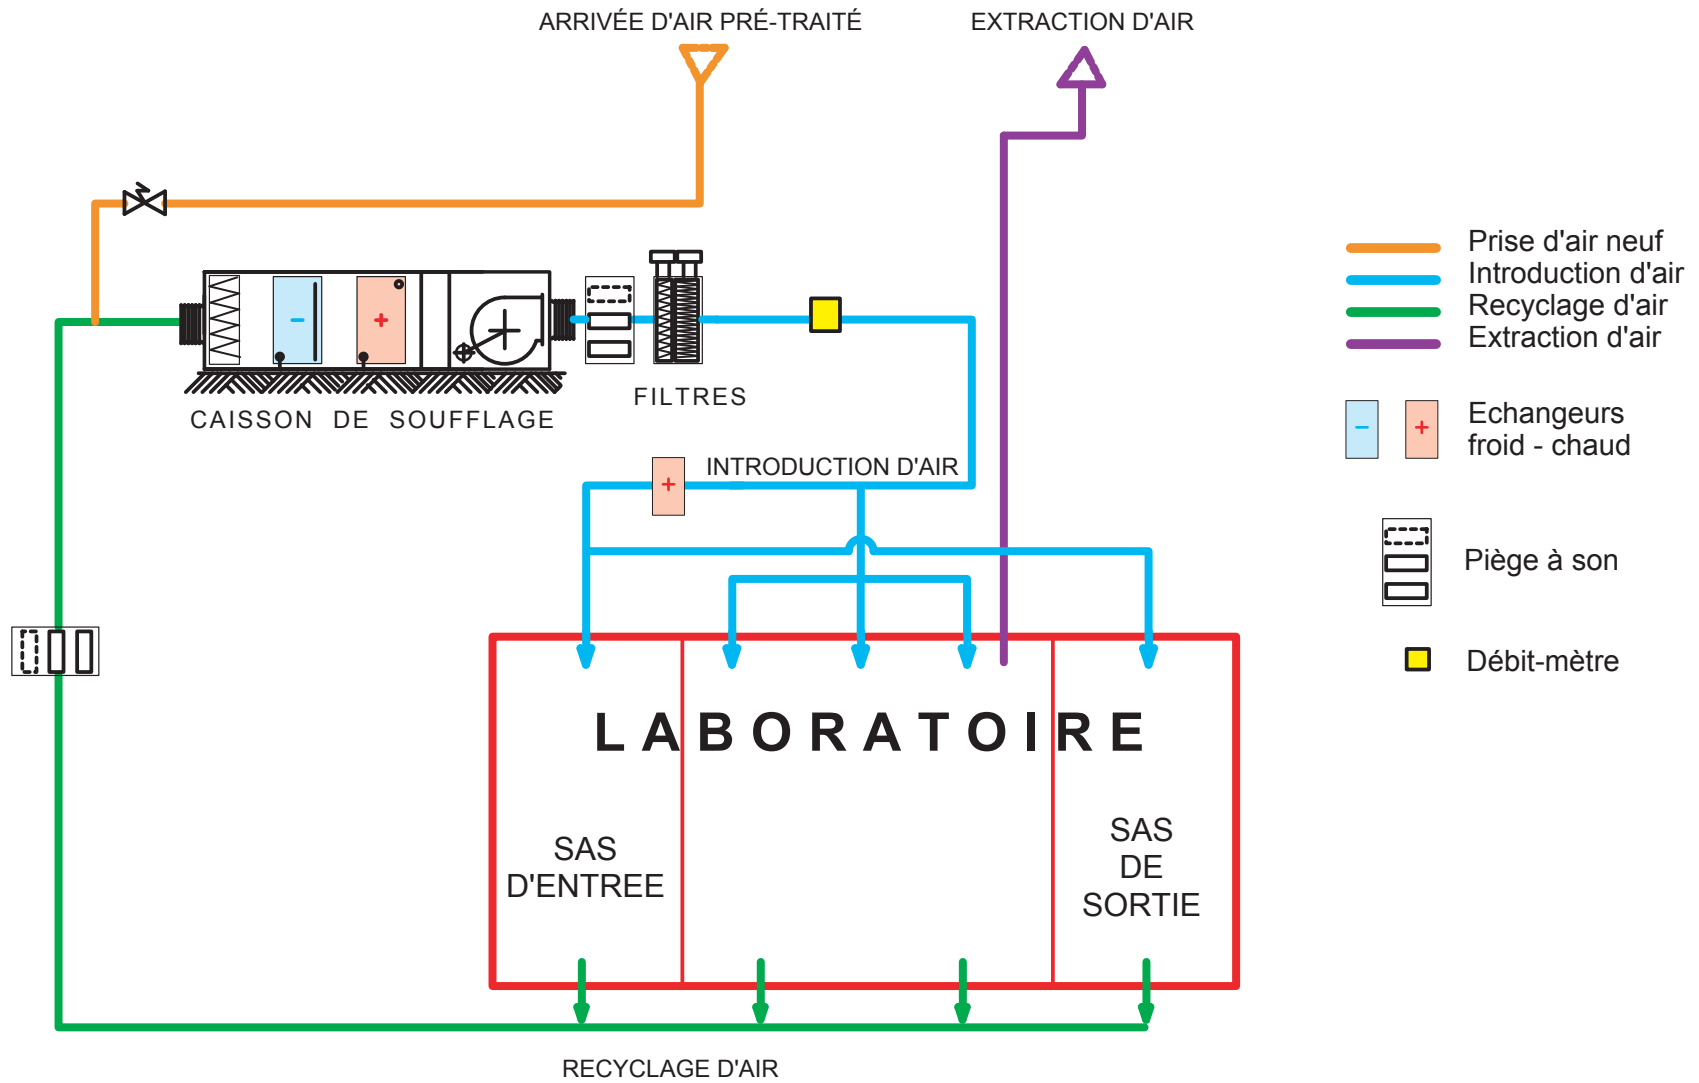 ARRIVÉE D'AIR PRÉ-TRAITÉ
EXTRACTION D'AIR
Prise d'air neuf
Introduction d'air
Recyclage d'air
Extraction d'air
- +
CAISSON DE SOUFFLAGE
FILTRES
- +
Echangeurs
froid - chaud
INTRODUCTION D'AIR
+
Piège à son
Débit-mètre
LABORATOIRE
SAS
D'ENTREE
SAS
DE
SORTIE
RECYCLAGE D'AIR